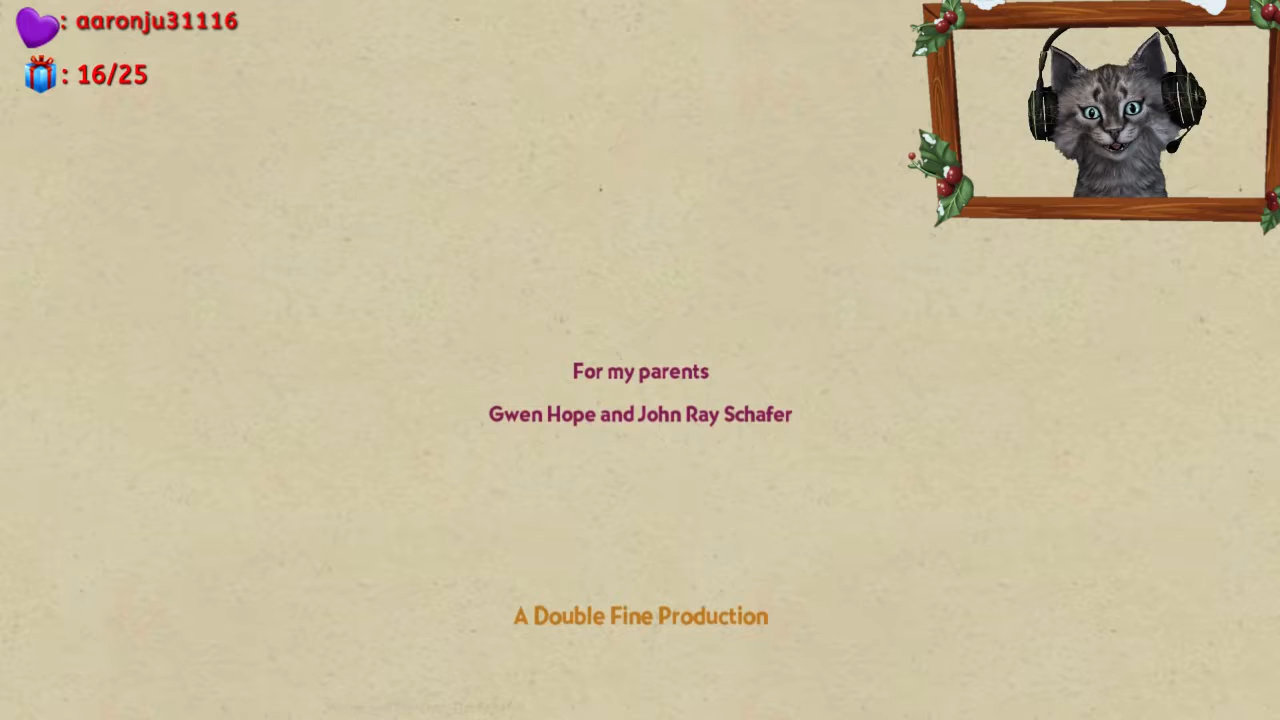 : aaronju31116
: 16/25
For my parents
Gwen Hope and John Ray Schafer
A Double Fine Production